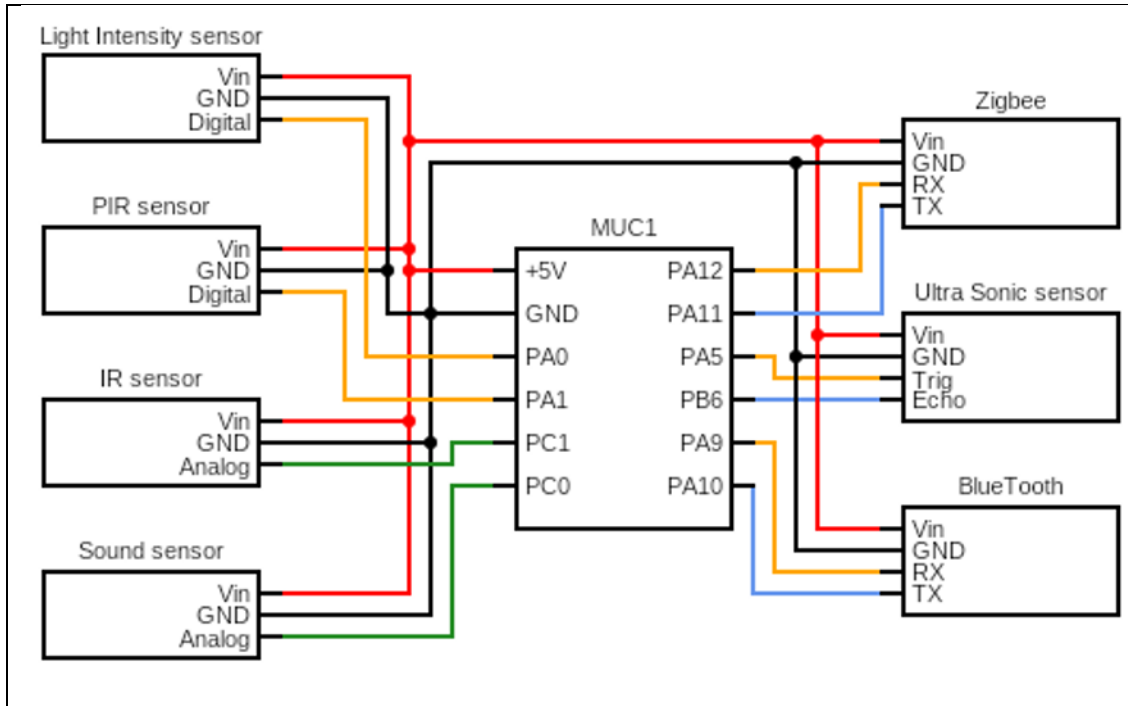 Light Intensity sensor
Vin
GND
Digital
PIR sensor
Vin
GND
Digital
IR sensor
Vin
GND
Analog
Sound sensor
Vin
GND
Analog
MUC1
+5V
GND
PA0
PA1
PC1
PC0
PA12
PA11
PA5
PB6
PA9
PA10
Zigbee
Vin
GND
RX
TX
Ultra Sonic sensor
Vin
GND
Trig
Echo
BlueTooth
Vin
GND
RX
TX